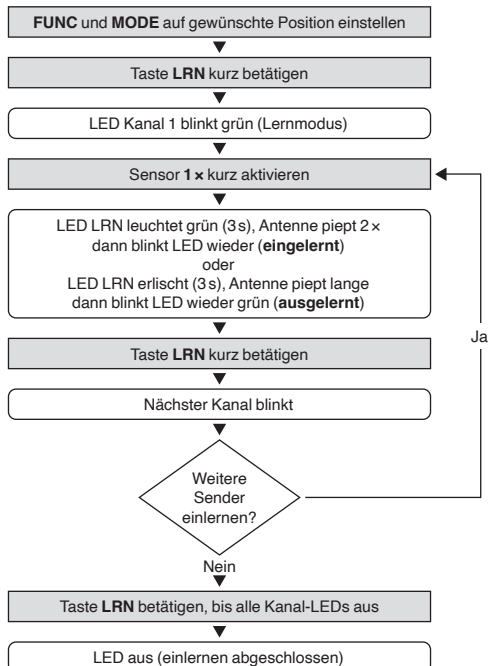 FUNC und MODE auf gewünschte Position einstellen
Taste LRN kurz betätigen
LED Kanal 1 blinkt grün (Lernmodus)
Sensor 1 × kurz aktivieren
LED LRN leuchtet grün (3 s), Antenne piept 2 ×
dann blinkt LED wieder (eingelernt)
oder
LED LRN erlischt (3 s), Antenne piept lange
dann blinkt LED wieder grün (ausgelernt)
Ja
Taste LRN kurz betätigen
Nächster Kanal blinkt
Weitere
Sender
einlernen?
Nein
Taste LRN betätigen, bis alle Kanal-LEDs aus
LED aus (einlernen abgeschlossen)